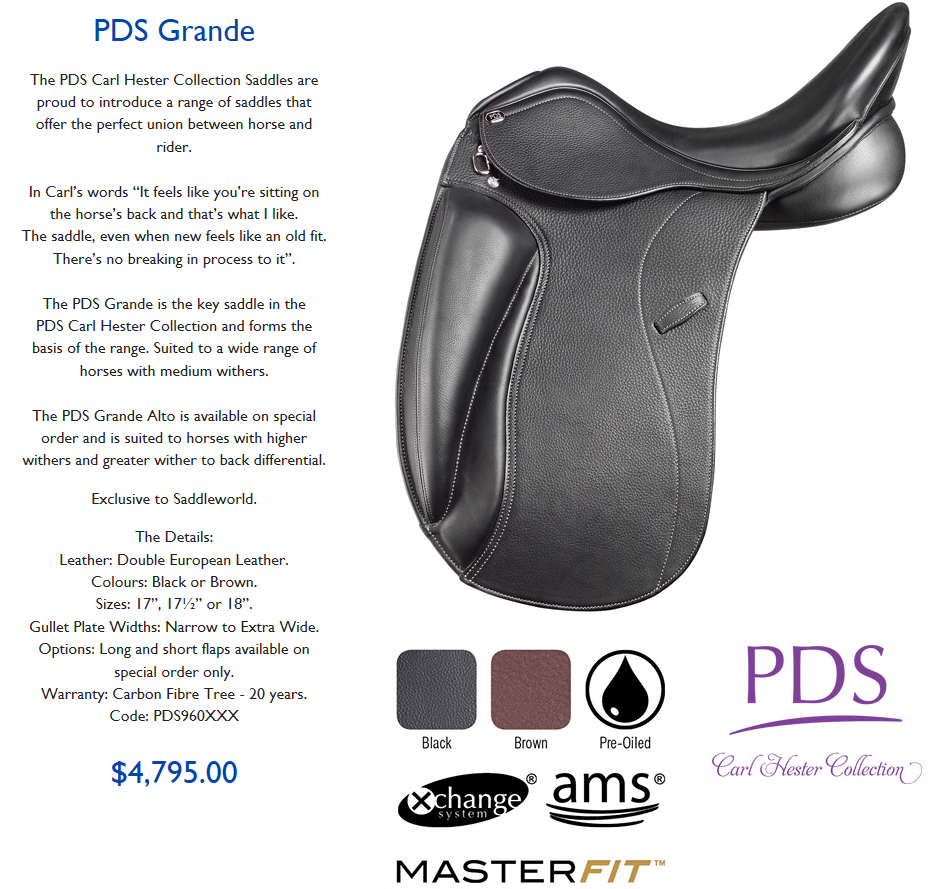 PDS Grande
The PDS Carl Hester Collection Saddles are
proud to introduce a range of saddles that
offer the perfect union between horse and
rider.
In Carl’s words “It feels like you’re sitting on
the horse’s back and that’s what I like.
The saddle, even when new feels like an old fit.
There’s no breaking in process to it”.
The PDS Grande is the key saddle in the
PDS Carl Hester Collection and forms the
basis of the range. Suited to a wide range of
horses with medium withers.
The PDS Grande Alto is available on special
order and is suited to horses with higher
withers and greater wither to back differential.
Exclusive to Saddleworld.
The Details:
Leather: Double European Leather.
Colours: Black or Brown.
Sizes: 17”, 17½” or 18”.
Gullet Plate Widths: Narrow to Extra Wide.
Options: Long and short flaps available on
special order only.
Warranty: Carbon Fibre Tree - 20 years.
Code: PDS960XXX
$4,795.00
PDS
Black
Brown
Pre-Oiled
xchange®
system
ams®
MASTERFIT™
PDS
Carl Hester Collection